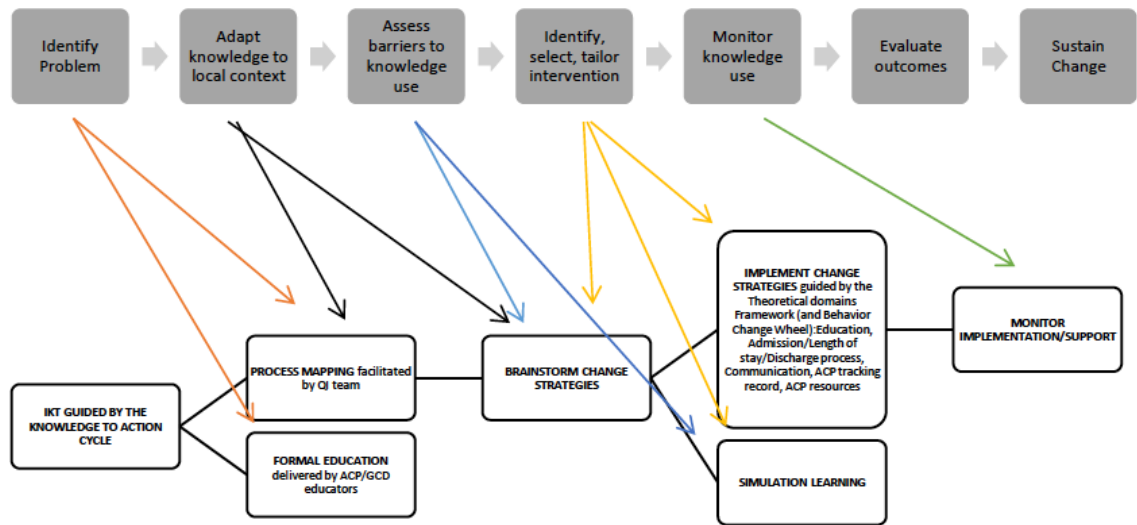 Identify
Problem
Adapt
knowledge to
local context
Assess
barriers to
knowledge
use
Identify,
select, tailor
intervention
Monitor
knowledge
use
Evaluate
outcomes
Sustain
Change
IKT GUIDED BY THE
KNOWLEDGE TO ACTION
CYCLE
PROCESS MAPPING facilitated
by QI team
FORMAL EDUCATION
delivered by ACP/GCD
educators
BRAINSTORM CHANGE
STRATEGIES
IMPLEMENT CHANGE
STRATEGIES guided by the
Theoretical domains
Framework (and Behavior
Change Wheel):Education,
Admission/Length of
stay/Discharge process,
Communication, ACP tracking
record, ACP resources
SIMULATION LEARNING
MONITOR
IMPLEMENTATION/SUPPORT